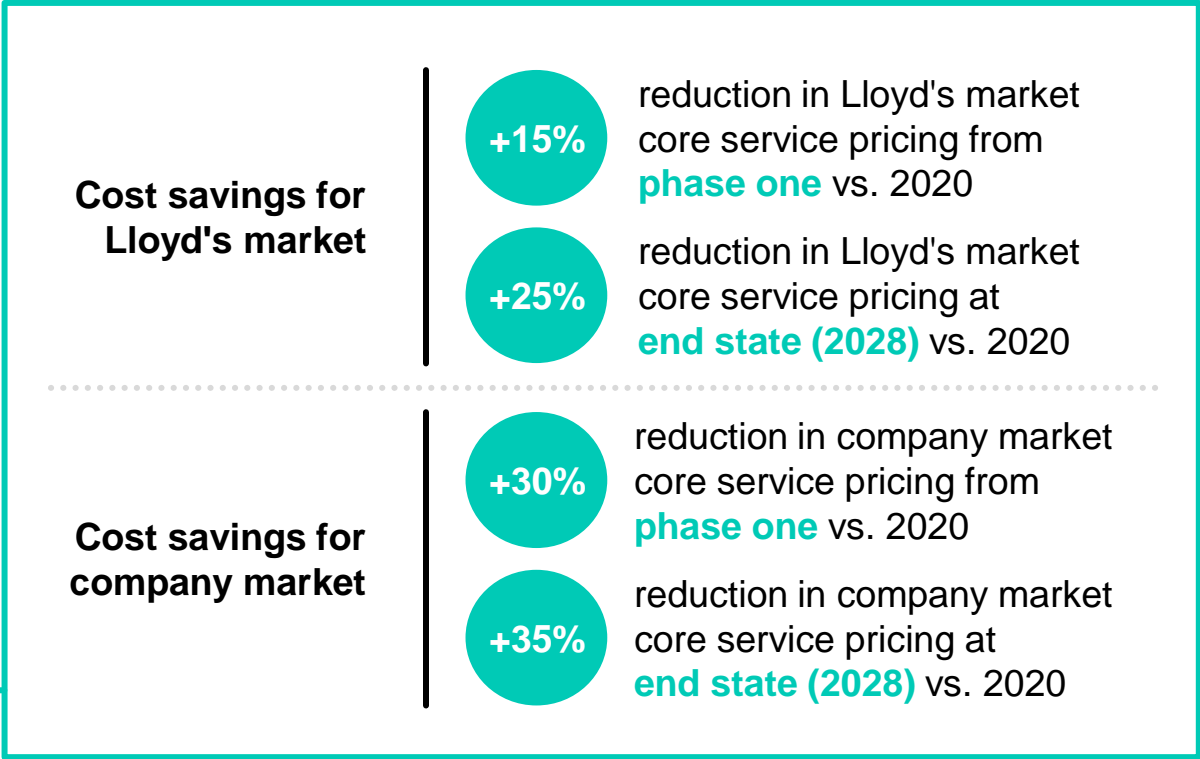 Cost savings for
Lloyd's market
+15%
reduction in Lloyd's market
core service pricing from
phase one vs. 2020
+25%
reduction in Lloyd's market
core service pricing at
end state (2028) vs. 2020
Cost savings for
company market
+30%
reduction in company market
core service pricing from
phase one vs. 2020
+35%
reduction in company market
core service pricing at
end state (2028) vs. 2020